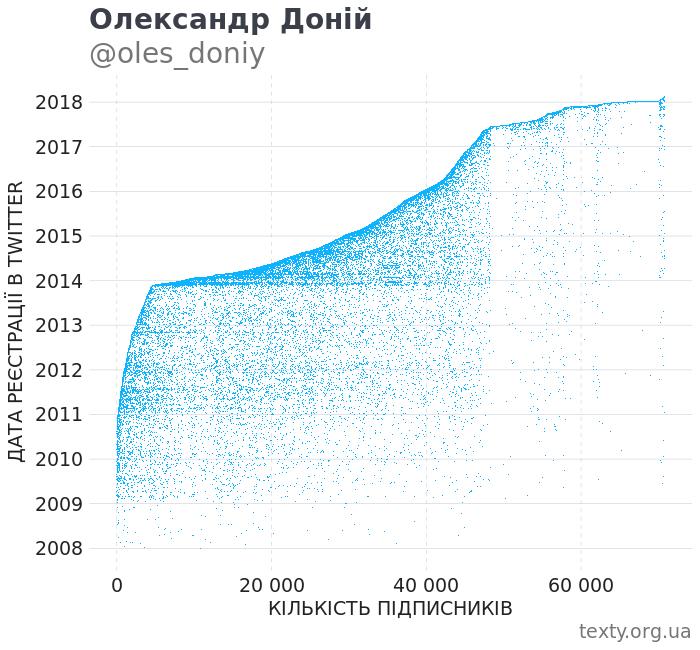 Олександр Доній
@oles_doniy
ДАТА РЕЄСТРАЦІЇ В TWITTER
2018
2017
2016
2015
2014
2013
2012
2011
2010
2009
2008
0 20 000 40 000 60 000
КІЛЬКІСТЬ ПІДПИСНИКІВ
texty.org.ua